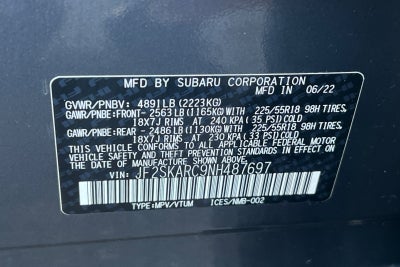 MFD BY SUBARU CORPORATION
GVWR/PNBV: 4891LB(2223KG) MFD IN 06/22
GAWR/PNBE:FRONT- 2563LB(1165KG)WITH 225/55R18 98H TIRES.
18X7J RIMS AT 240 KPA(35 PSI)COLD
GAWR/PNBE:REAR -2486LB(1130KG)WITH 225/55R18 98H TIRES.
18X7J RIMS AT 230 KPA(33 PSI)COLD
THIS VEHICLE CONFORMS TO ALL APPLICABLE FEDERAL MOTOR
VEHICLE SAFETY AND THEFT PREVENTION STANDARDS IN
EFFECT ON THE DATE OF MANUFACTURE SHOWN ABOVE.
VIN: JF2SKARC9NH487697
TYPE:MPV/VTUM ICES/NMB-002